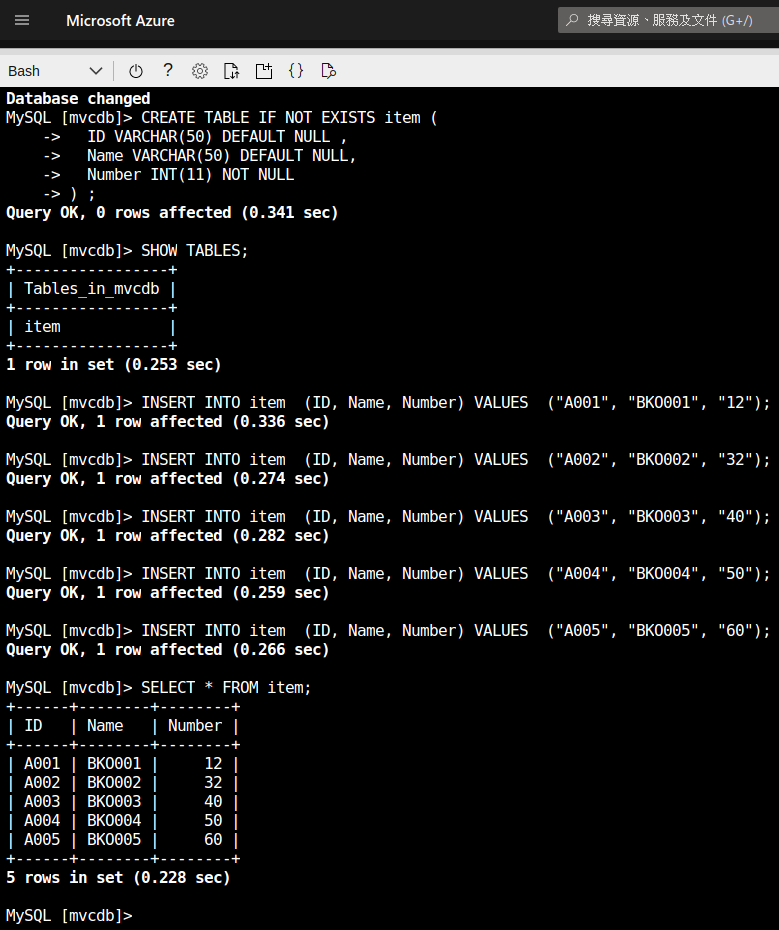 Microsoft Azure
搜尋資源、服務及文件 (G+/)
Bash
Database changed
MySQL [mvcdb]> CREATE TABLE IF NOT EXISTS item (
    ->   ID VARCHAR(50) DEFAULT NULL ,
    ->   Name VARCHAR(50) DEFAULT NULL,
    ->   Number INT(11) NOT NULL
    -> ) ;
Query OK, 0 rows affected (0.341 sec)
MySQL [mvcdb]> SHOW TABLES;
+-----------------+
| Tables_in_mvcdb |
+-----------------+
| item            |
+-----------------+
1 row in set (0.253 sec)
MySQL [mvcdb]> INSERT INTO item  (ID, Name, Number) VALUES  ("A001", "BKO001", "12");
Query OK, 1 row affected (0.336 sec)
MySQL [mvcdb]> INSERT INTO item  (ID, Name, Number) VALUES  ("A002", "BKO002", "32");
Query OK, 1 row affected (0.274 sec)
MySQL [mvcdb]> INSERT INTO item  (ID, Name, Number) VALUES  ("A003", "BKO003", "40");
Query OK, 1 row affected (0.282 sec)
MySQL [mvcdb]> INSERT INTO item  (ID, Name, Number) VALUES  ("A004", "BKO004", "50");
Query OK, 1 row affected (0.259 sec)
MySQL [mvcdb]> INSERT INTO item  (ID, Name, Number) VALUES  ("A005", "BKO005", "60");
Query OK, 1 row affected (0.266 sec)
MySQL [mvcdb]> SELECT * FROM item;
+------+--------+--------+
| ID   | Name   | Number |
+------+--------+--------+
| A001 | BKO001 |     12 |
| A002 | BKO002 |     32 |
| A003 | BKO003 |     40 |
| A004 | BKO004 |     50 |
| A005 | BKO005 |     60 |
+------+--------+--------+
5 rows in set (0.228 sec)
MySQL [mvcdb]>